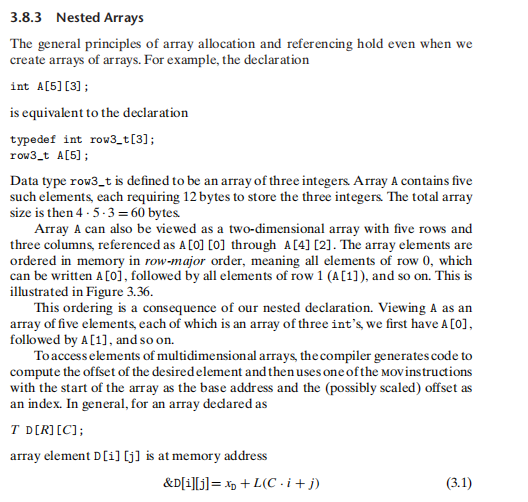 3.8.3 Nested Arrays
The general principles of array allocation and referencing hold even when we
create arrays of arrays. For example, the declaration
int A[5][3];
is equivalent to the declaration
typedef int row3_t[3];
row3_t A[5];
Data type row3_t is defined to be an array of three integers. Array A contains five
such elements, each requiring 12 bytes to store the three integers. The total array
size is then 4 · 5 · 3 = 60 bytes.
Array A can also be viewed as a two-dimensional array with five rows and
three columns, referenced as A[0][0] through A[4][2]. The array elements are
ordered in memory in row-major order, meaning all elements of row 0, which
can be written A[0], followed by all elements of row 1 (A[1]), and so on. This is
illustrated in Figure 3.36.
This ordering is a consequence of our nested declaration. Viewing A as an
array of five elements, each of which is an array of three int's, we first have A[0],
followed by A[1], and so on.
To access elements of multidimensional arrays, the compiler generates code to
compute the offset of the desired element and then uses one of the MOV instructions
with the start of the array as the base address and the (possibly scaled) offset as
an index. In general, for an array declared as
T D[R][C];
array element D[i][j] is at memory address
&D[i][j] = x_D + L(C · i + j) (3.1)